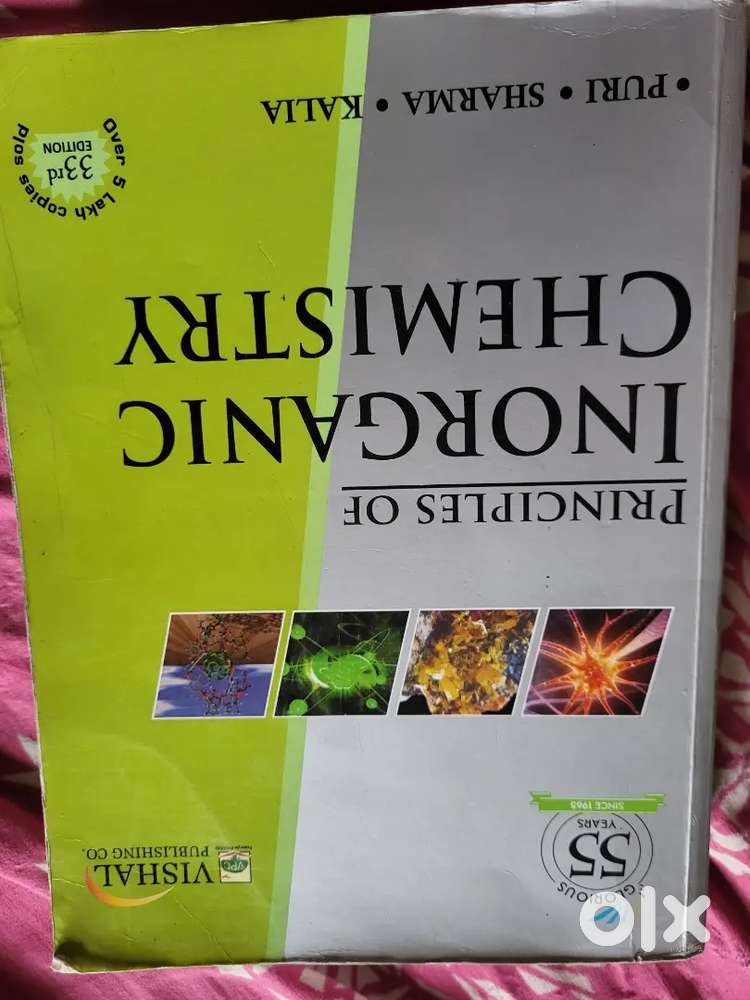 55
GLORIOUS
YEARS
SINCE 1965
VISHAL
PUBLISHING CO.
PRINCIPLES OF
INORGANIC
CHEMISTRY
• PURI • SHARMA • KALIA
33rd
EDITION
Over 5 Lakh copies sold
olx